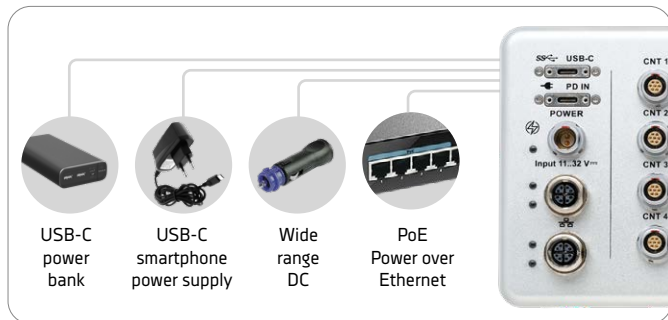 USB-C
PD IN
POWER
Input 11..32 V
CNT 1
CNT 2
CNT 3
CNT 4
USB-C
power
bank
USB-C
smartphone
power supply
Wide
range
DC
PoE
Power over
Ethernet